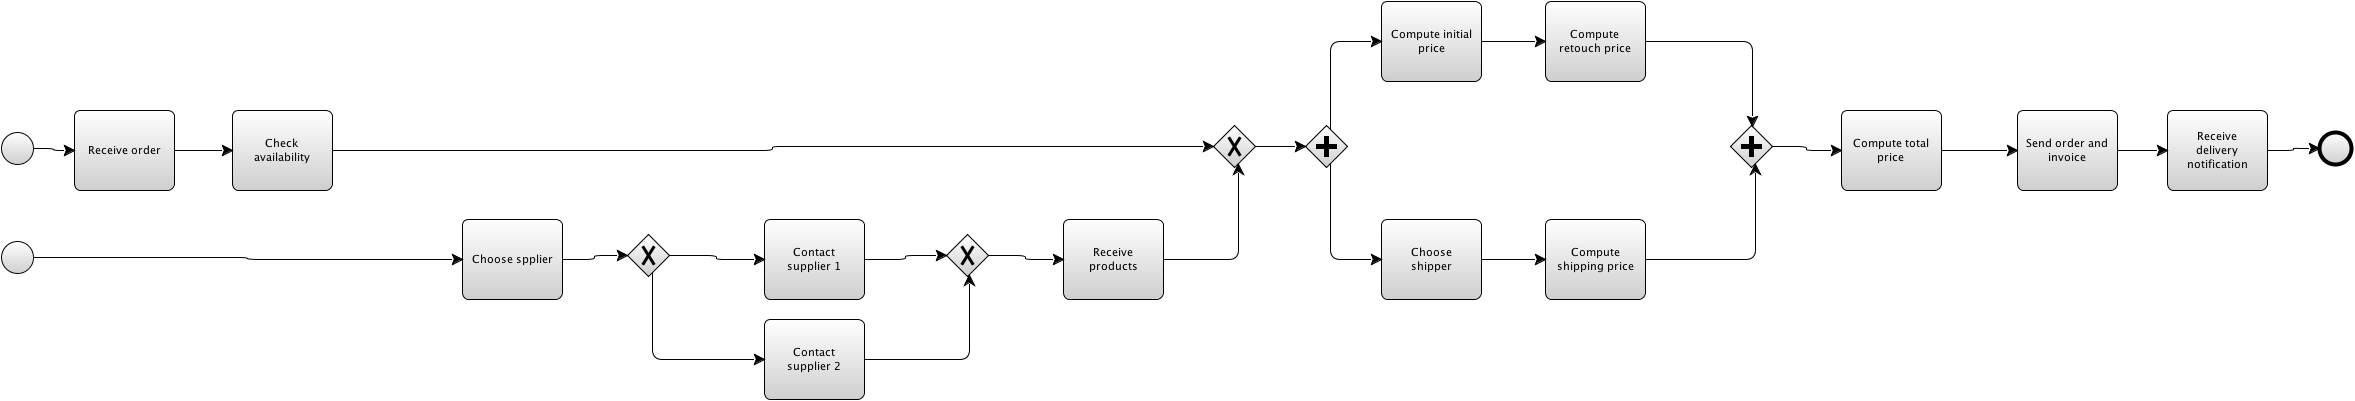 Compute initial
price
Compute
retouch price
Receive order
Check
availability
Compute total
price
Send order and
invoice
Receive
delivery
notification
Choose spplier
Contact
supplier 1
Receive
products
Choose
shipper
Compute
shipping price
Contact
supplier 2